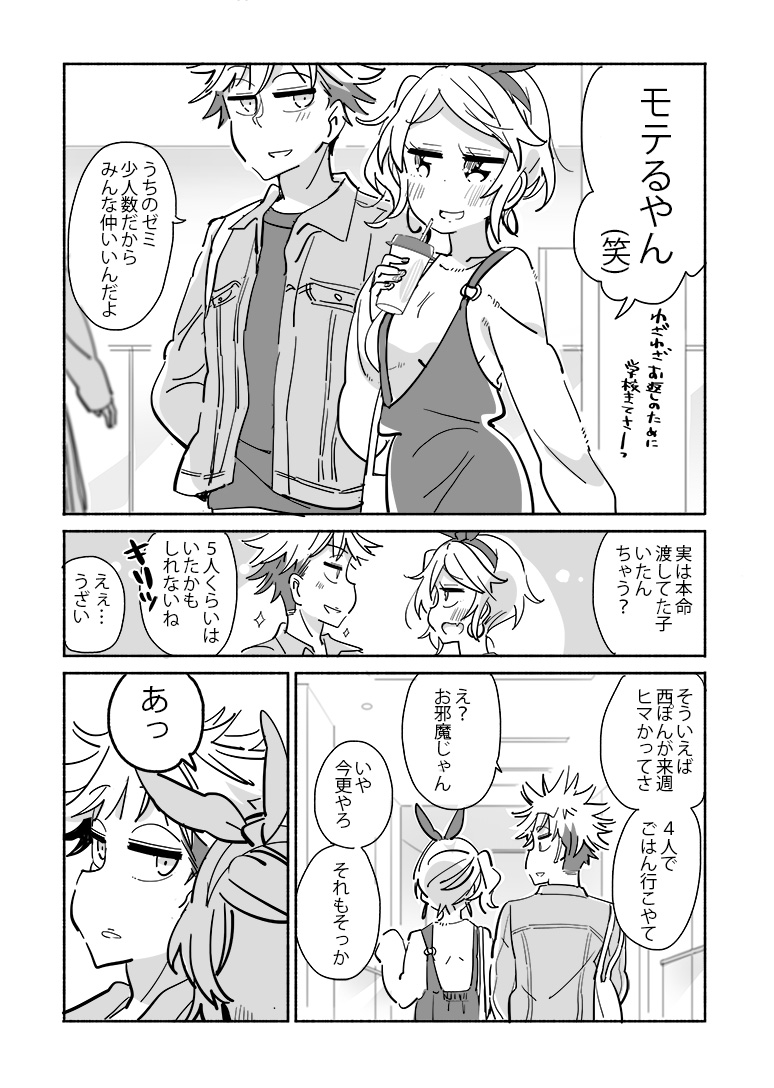 モテるやん
(笑)
わざわざお返しのために
学校きてさーっ
うちのゼミ
少人数だから
みんな仲いいんだよ
実は本命
渡してた子
いたん
ちゃう？
5人くらいは
いたかも
しれないね
キリッ
ええ…
うざい
そういえば
西ぽんが来週
ヒマかってさ
4人で
ごはん行こやて
え？
お邪魔じゃん
いや
今更やろ
それもそっか
あっ